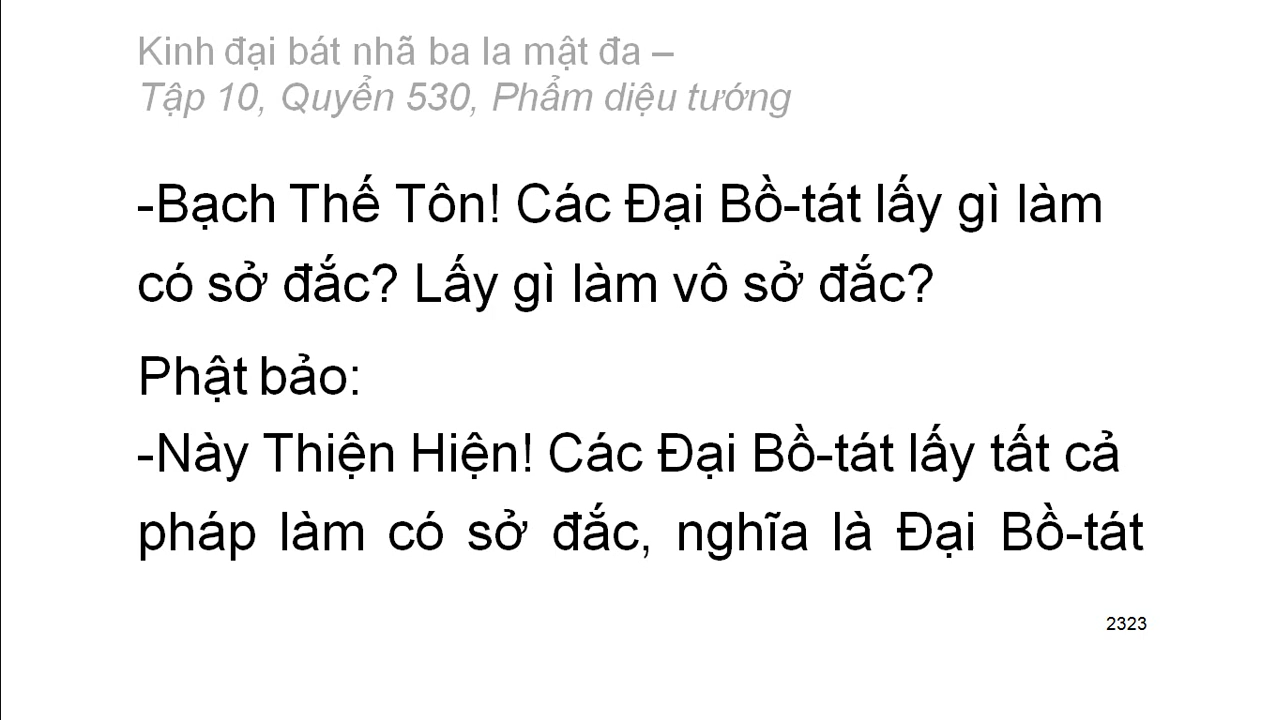 Kinh đại bát nhã ba la mật đa –
Tập 10, Quyển 530, Phẩm diệu tướng
-Bạch Thế Tôn! Các Đại Bồ-tát lấy gì làm
có sở đắc? Lấy gì làm vô sở đắc?
Phật bảo:
-Này Thiện Hiện! Các Đại Bồ-tát lấy tất cả
pháp làm có sở đắc, nghĩa là Đại Bồ-tát
2323